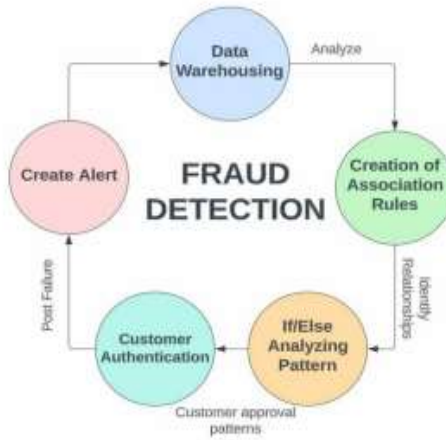 Data
Warehousing
Analyze
Creation of
Association
Rules
Identify
Relationships
If/Else
Analyzing
Pattern
Customer approval
patterns
Customer
Authentication
Post Failure
Create Alert
FRAUD
DETECTION